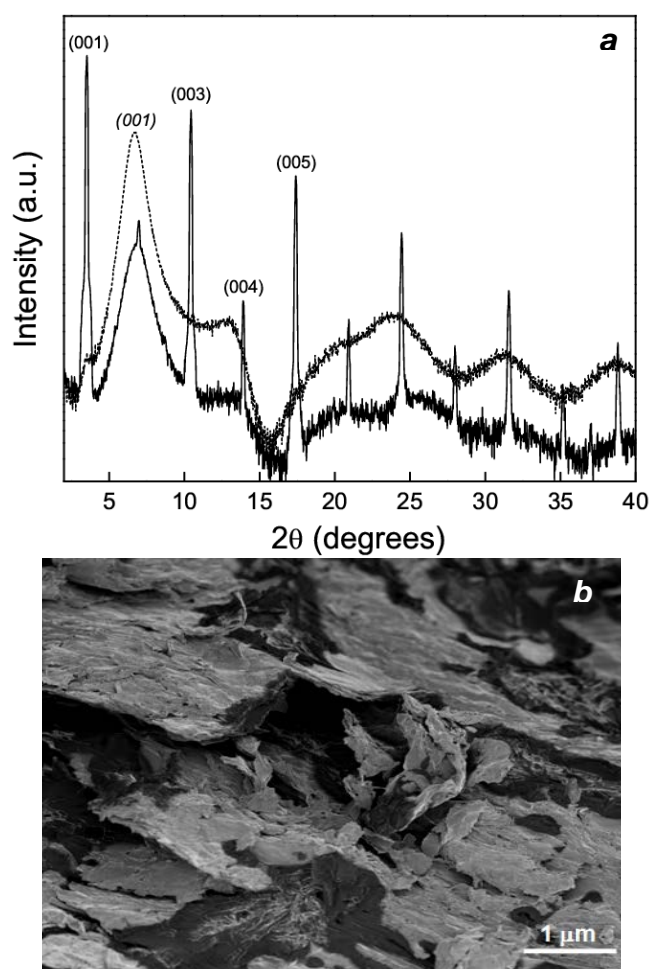 a
(001)
(003)
(001)
(005)
(004)
Intensity (a.u.)
5 10 15 20 25 30 35 40
2θ (degrees)
b
1 μm